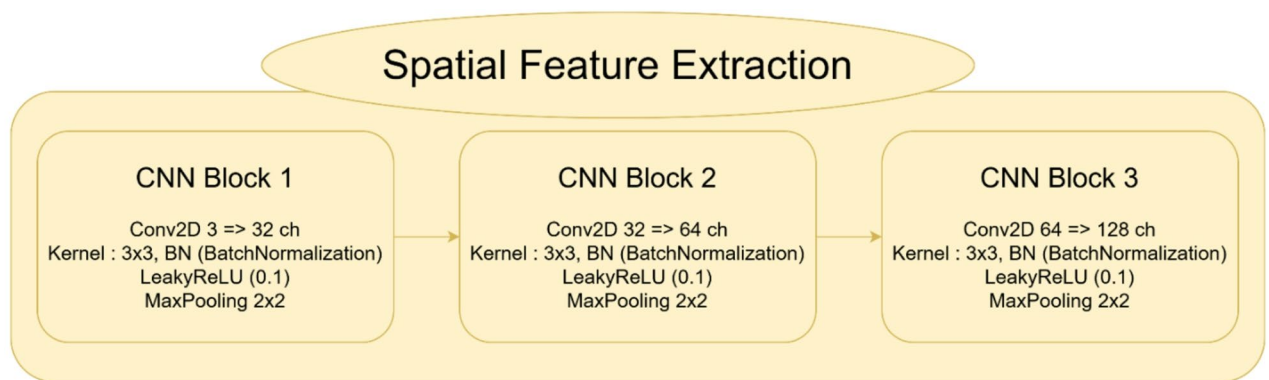 Spatial Feature Extraction
CNN Block 1
Conv2D 3 => 32 ch
Kernel : 3x3, BN (BatchNormalization)
LeakyReLU (0.1)
MaxPooling 2x2
CNN Block 2
Conv2D 32 => 64 ch
Kernel : 3x3, BN (BatchNormalization)
LeakyReLU (0.1)
MaxPooling 2x2
CNN Block 3
Conv2D 64 => 128 ch
Kernel : 3x3, BN (BatchNormalization)
LeakyReLU (0.1)
MaxPooling 2x2